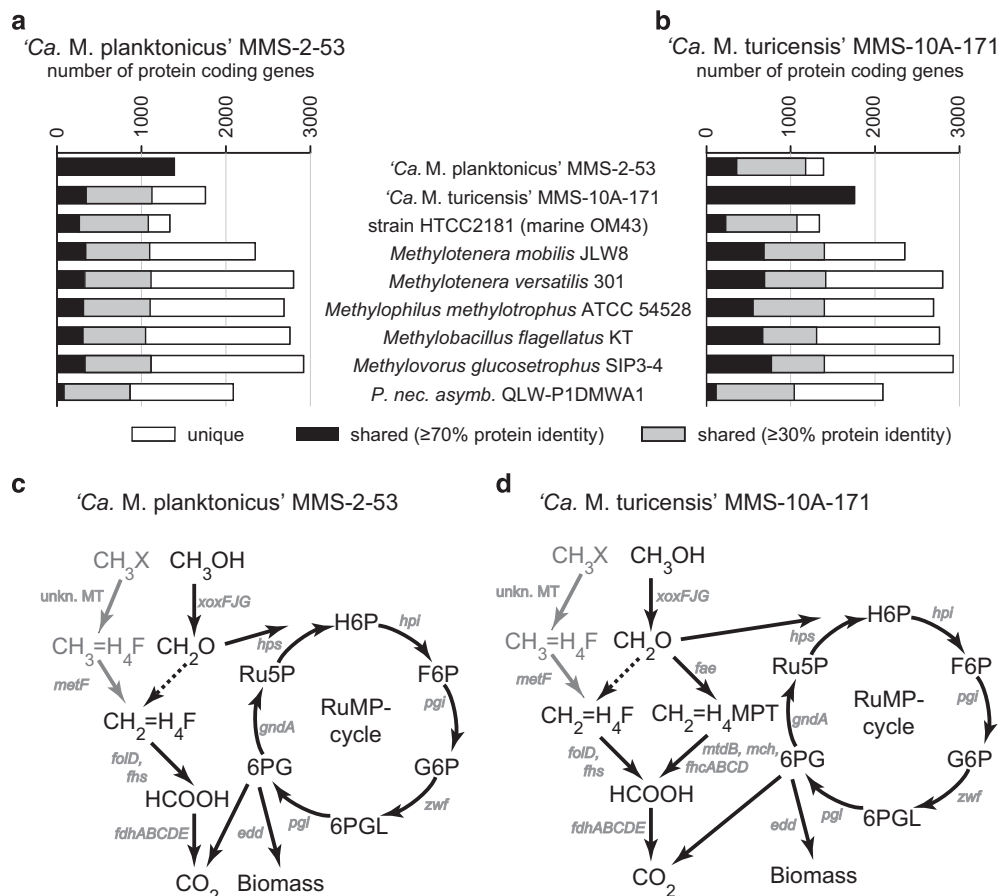 a
'Ca. M. planktonicus' MMS-2-53
number of protein coding genes
0 1000 2000 3000
b
'Ca. M. turicensis' MMS-10A-171
number of protein coding genes
0 1000 2000 3000
'Ca. M. planktonicus' MMS-2-53
'Ca. M. turicensis' MMS-10A-171
strain HTCC2181 (marine OM43)
Methylotenera mobilis JLW8
Methylotenera versatilis 301
Methylophilus methylotrophus ATCC 54528
Methylobacillus flagellatus KT
Methylovorus glucosetrophus SIP3-4
P. nec. asymb. QLW-P1DMWA1
unique
shared (≥70% protein identity)
shared (≥30% protein identity)
c
'Ca. M. planktonicus' MMS-2-53
CH3X
CH3OH
unkn. MT
xoxFJG
CH3=H4F
CH2O
hps
H6P
hpi
metF
Ru5P
F6P
pgi
CH2=H4F
gndA
RuMP-
cycle
folD,
fhs
6PG
G6P
HCOOH
zwf
fdhABCDE
edd
pgl
6PGL
CO2
Biomass
d
'Ca. M. turicensis' MMS-10A-171
CH3X
CH3OH
unkn. MT
xoxFJG
CH3=H4F
CH2O
hps
H6P
hpi
metF
fae
Ru5P
F6P
pgi
CH2=H4F
CH2=H4MPT
gndA
RuMP-
cycle
folD,
fhs
mtdB, mch,
fhcABCD
6PG
G6P
HCOOH
zwf
fdhABCDE
edd
pgl
6PGL
CO2
Biomass